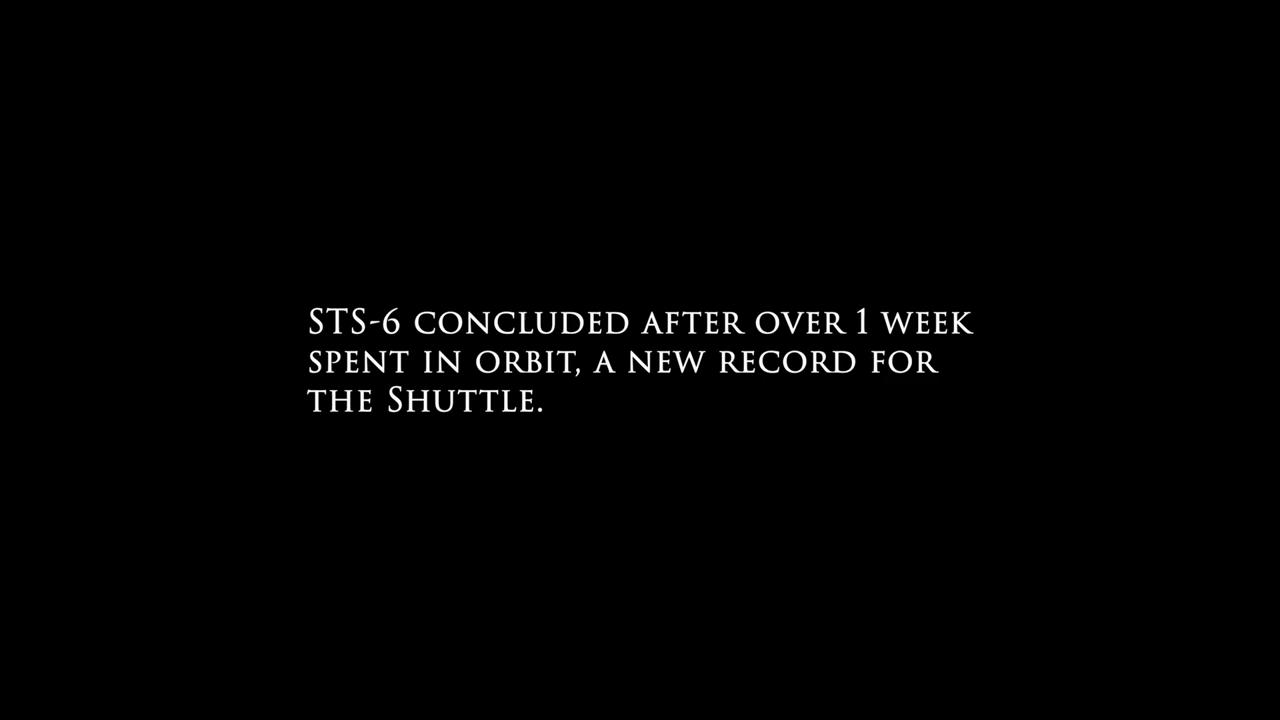 STS-6 concluded after over 1 week
spent in orbit, a new record for
the Shuttle.